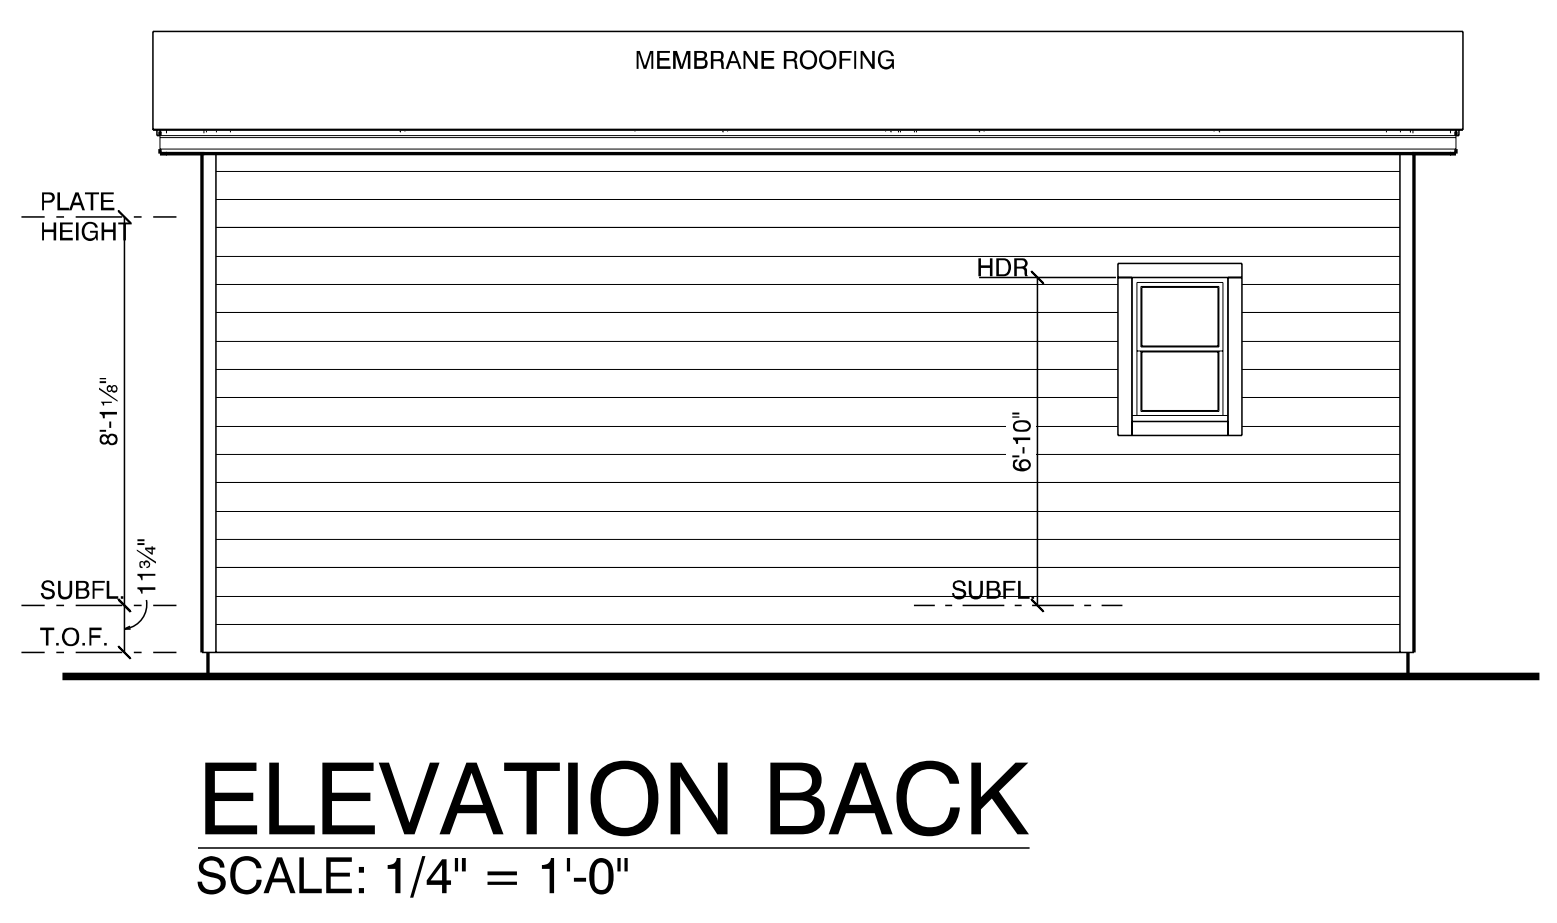 MEMBRANE ROOFING
PLATE
HEIGHT
HDR
8'-1⅛"
6'-10"
11¾"
SUBFL.
SUBFL.
T.O.F.
ELEVATION BACK
SCALE: 1/4" = 1'-0"